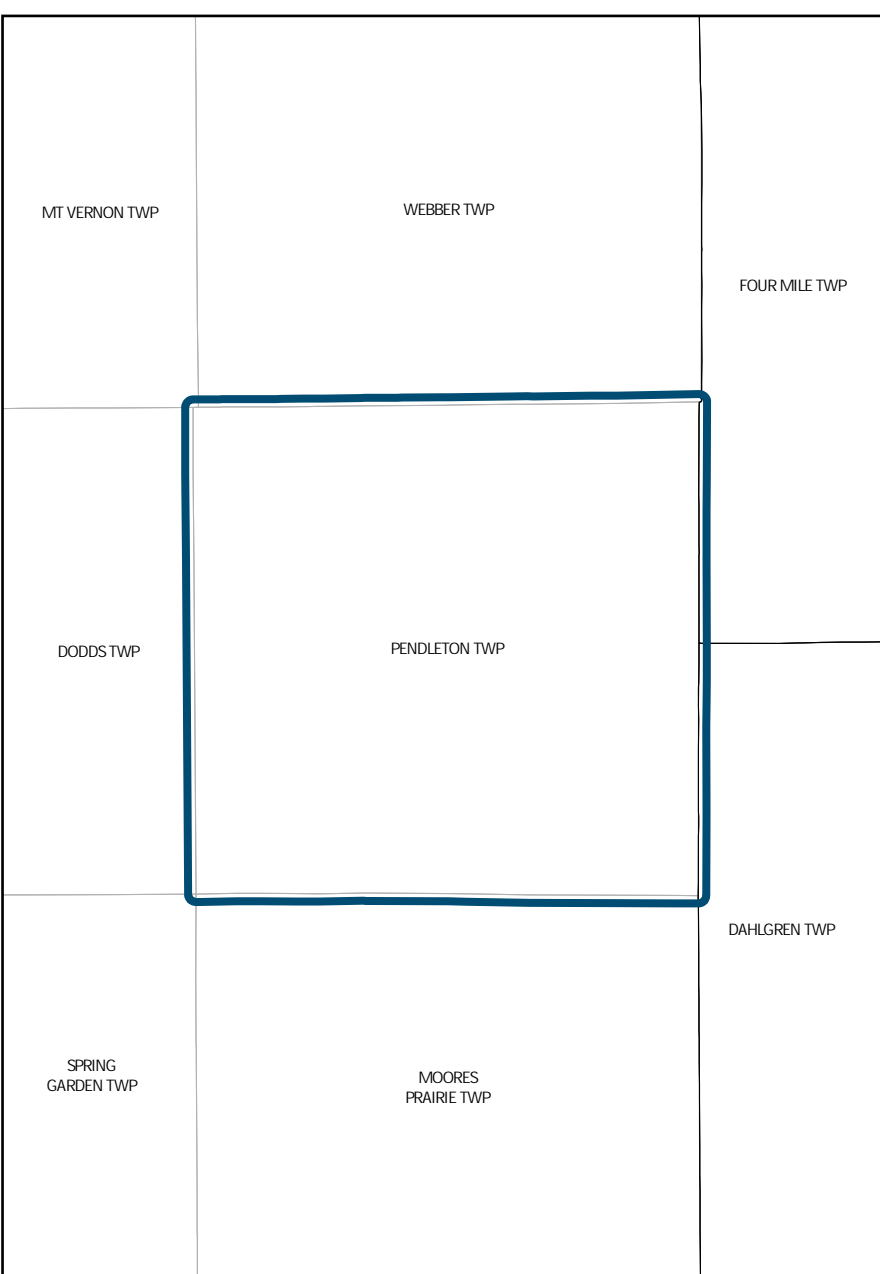 MT VERNON TWP
WEBBER TWP
FOUR MILE TWP
DODDS TWP
PENDLETON TWP
DAHLGREN TWP
SPRING
GARDEN TWP
MOORES
PRAIRIE TWP